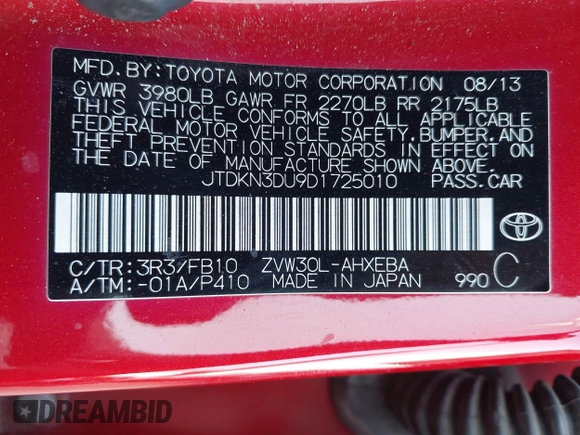 MFD.BY:TOYOTA MOTOR CORPORATION 08/13
GVWR 3980LB GAWR FR 2270LB RR 2175LB
THIS VEHICLE CONFORMS TO ALL APPLICABLE
FEDERAL MOTOR VEHICLE SAFETY,BUMPER,AND
THEFT PREVENTION STANDARDS IN EFFECT ON
THE DATE OF MANUFACTURE SHOWN ABOVE.
JTDKN3DU9D1725010 PASS.CAR
C/TR:3R3/FB10 ZVW30L-AHXEBA
A/TM:-01A/P410 MADE IN JAPAN 990 C
TOYOTA
DREAMBID